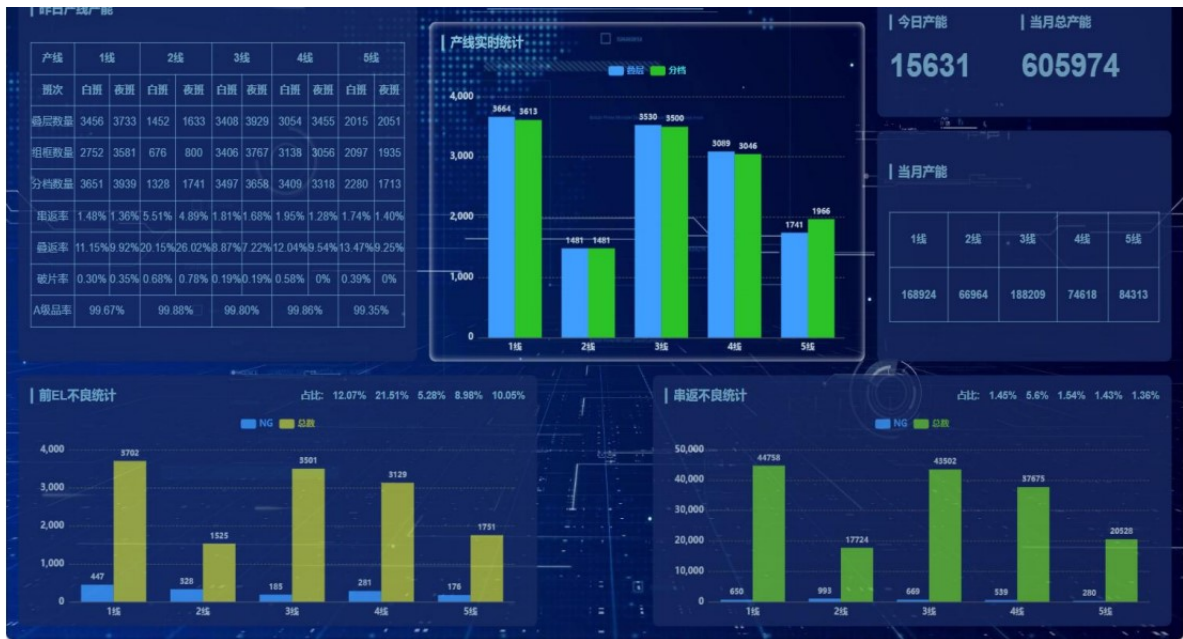 昨日产线产能
产线 1线 2线 3线 4线 5线
班次 白班 夜班 白班 夜班 白班 夜班 白班 夜班 白班 夜班
叠层数量 3456 3733 1452 1633 3408 3929 3054 3455 2015 2051
组框数量 2752 3581 676 800 3406 3767 3138 3056 2097 1935
分档数量 3651 3939 1328 1741 3497 3658 3409 3318 2280 1713
串返率 1.48% 1.36% 5.51% 4.89% 1.81% 1.68% 1.95% 1.28% 1.74% 1.40%
叠返率 11.15% 9.92% 20.15% 26.02% 8.87% 7.22% 12.04% 9.54% 13.47% 9.25%
破片率 0.30% 0.35% 0.68% 0.78% 0.19% 0.19% 0.58% 0% 0.39% 0%
A级品率 99.67% 99.88% 99.80% 99.86% 99.35%
产线实时统计
叠层 分档
4,000
3,000
2,000
1,000
0
3664 3613
1481 1481
3530 3500
3089 3046
1741 1966
1线 2线 3线 4线 5线
今日产能 当月总产能
15631 605974
当月产能
1线 2线 3线 4线 5线
168924 66964 188209 74618 84313
前EL不良统计 占比: 12.07% 21.51% 5.28% 8.98% 10.05%
NG 总数
4,000
3,000
2,000
1,000
0
447 3702
328 1525
185 3501
281 3129
176 1751
1线 2线 3线 4线 5线
串返不良统计 占比: 1.45% 5.6% 1.54% 1.43% 1.36%
NG 总数
50,000
40,000
30,000
20,000
10,000
0
650 44758
993 17724
669 43502
539 37675
280 20528
1线 2线 3线 4线 5线